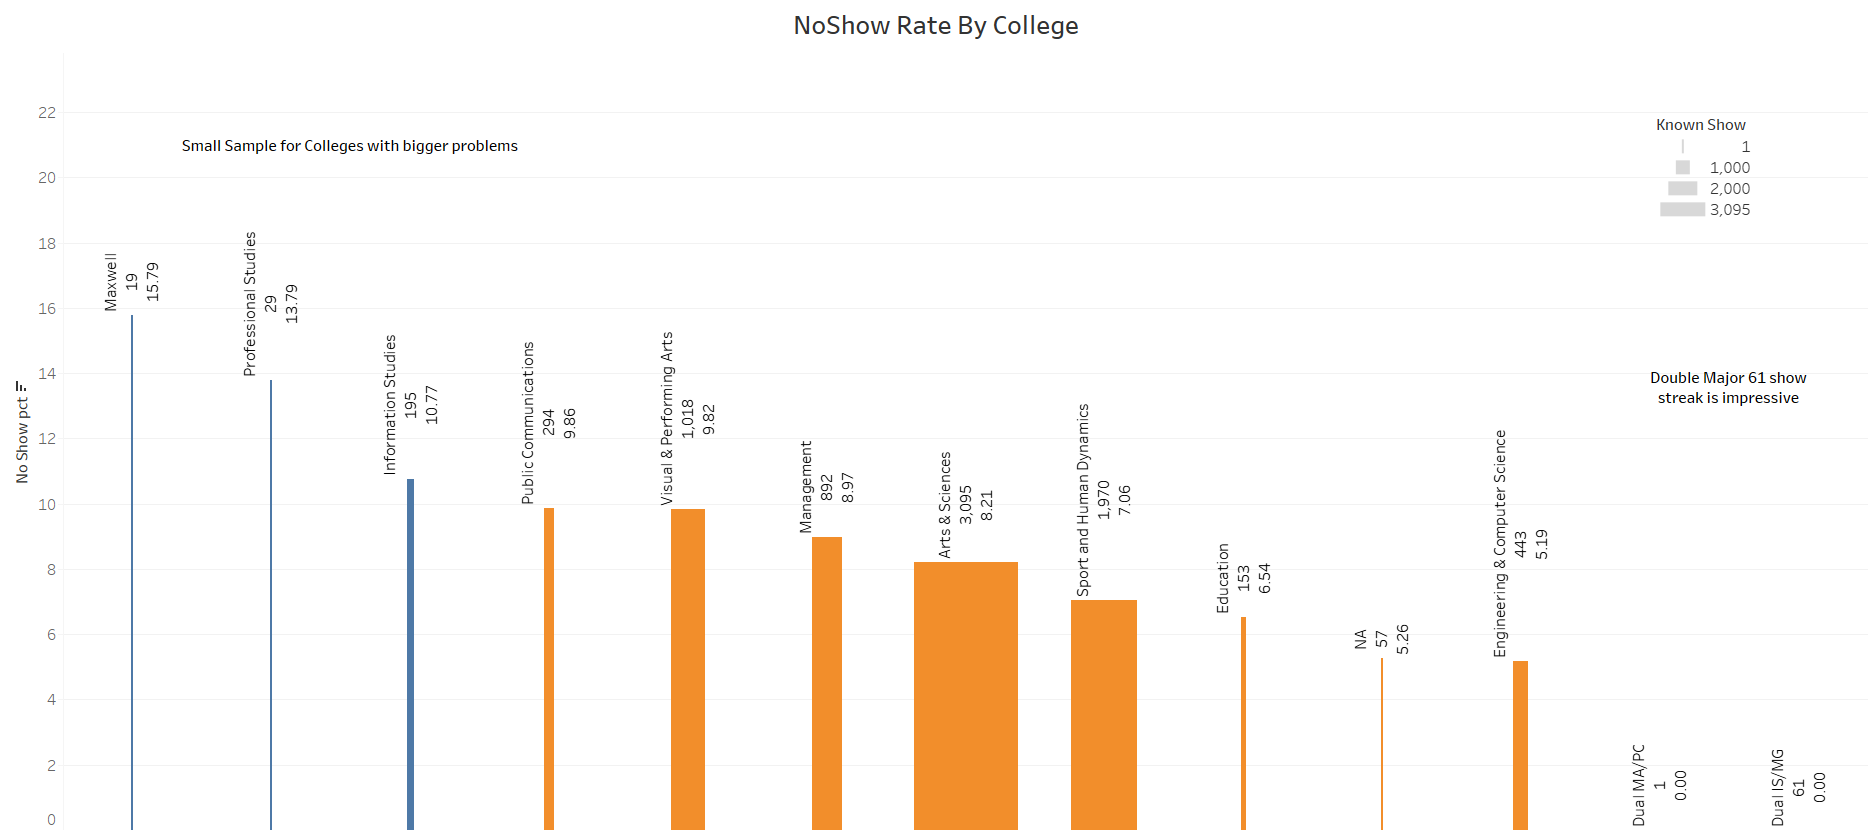 NoShow Rate By College
22
20
18
16
14
12
10
8
6
4
2
0
No Show pct
Small Sample for Colleges with bigger problems
Known Show
1
1,000
2,000
3,095
Double Major 61 show
streak is impressive
Maxwell
19
15.79
Professional Studies
29
13.79
Information Studies
195
10.77
Public Communications
294
9.86
Visual & Performing Arts
1,018
9.82
Management
892
8.97
Arts & Sciences
3,095
8.21
Sport and Human Dynamics
1,970
7.06
Education
153
6.54
NA
57
5.26
Engineering & Computer Science
443
5.19
Dual MA/PC
1
0.00
Dual IS/MG
61
0.00